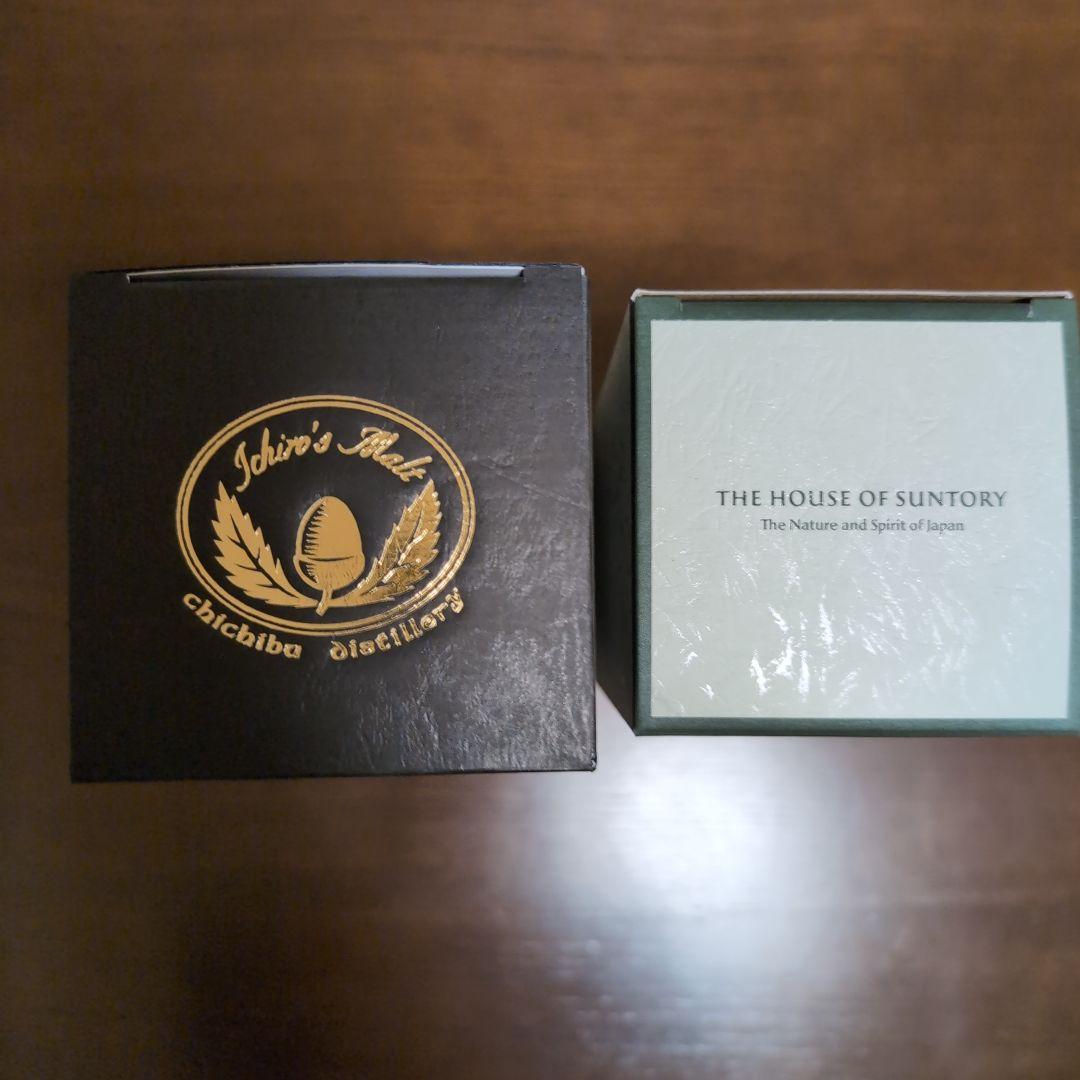 Ichiro's Malt
chichibu distillery
THE HOUSE OF SUNTORY
The Nature and Spirit of Japan